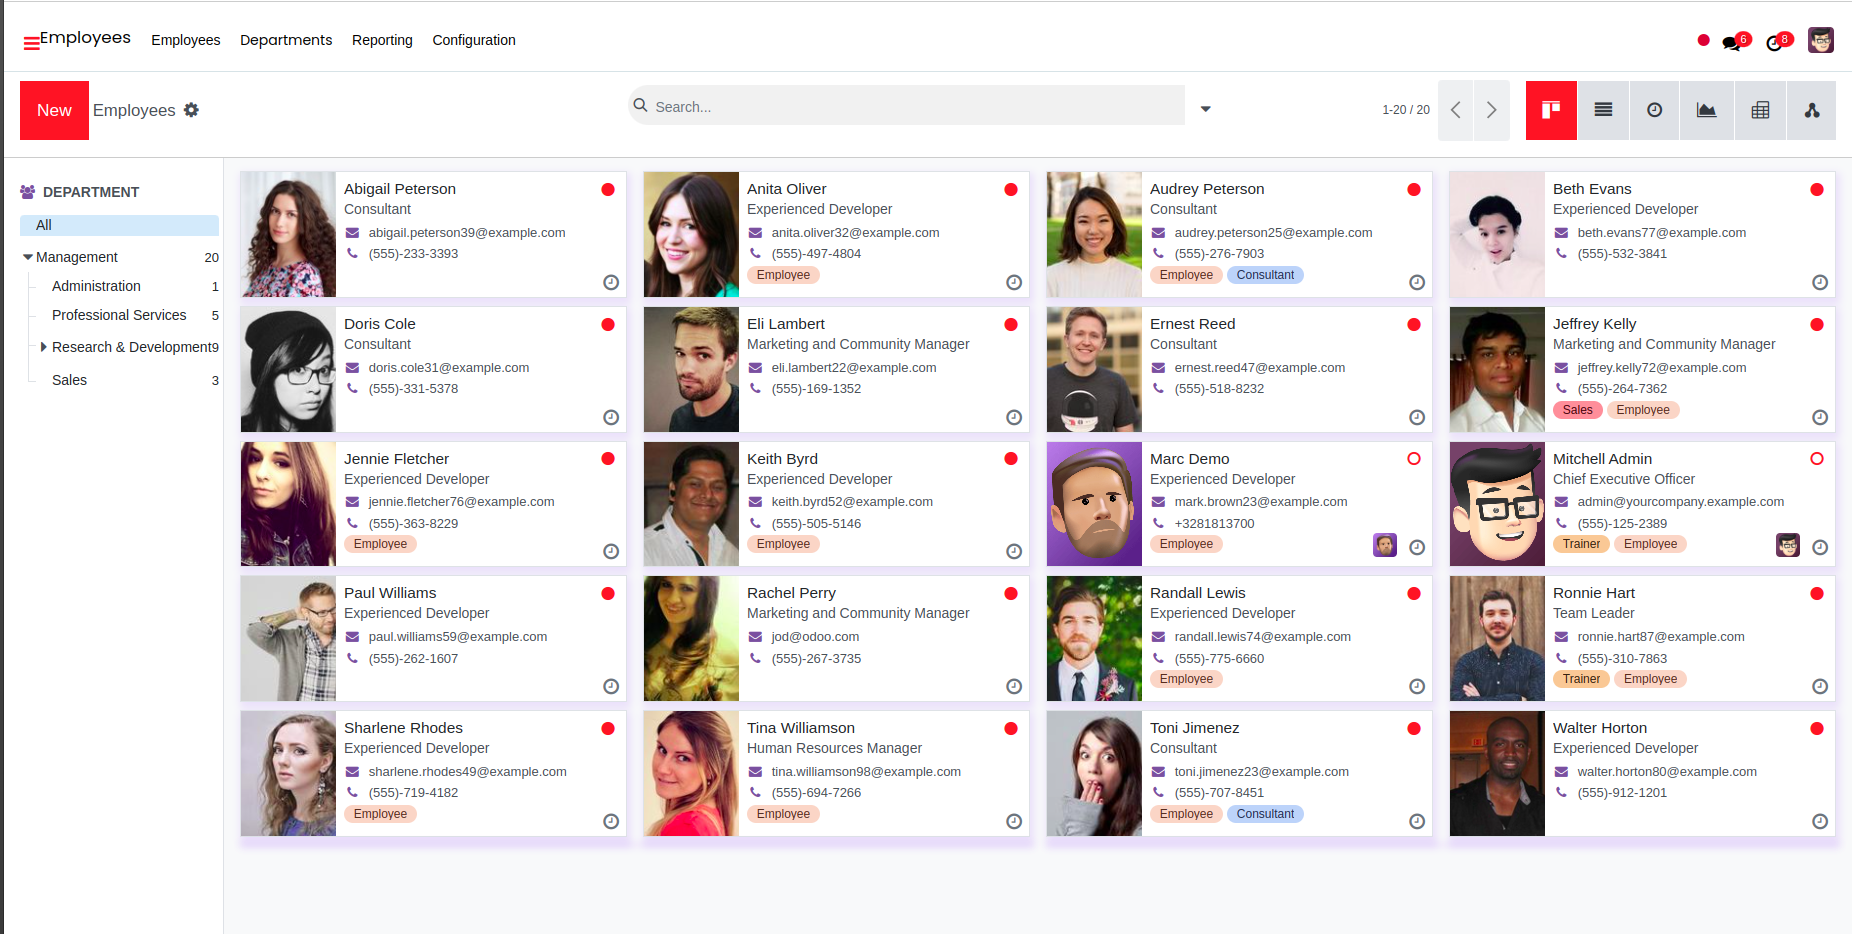 Employees Employees Departments Reporting Configuration 6 8
New Employees Search... 1-20 / 20
DEPARTMENT
All
Management 20
Administration 1
Professional Services 5
Research & Development 9
Sales 3
Abigail Peterson
Consultant
abigail.peterson39@example.com
(555)-233-3393
Anita Oliver
Experienced Developer
anita.oliver32@example.com
(555)-497-4804
Employee
Audrey Peterson
Consultant
audrey.peterson25@example.com
(555)-276-7903
Employee Consultant
Beth Evans
Experienced Developer
beth.evans77@example.com
(555)-532-3841
Doris Cole
Consultant
doris.cole31@example.com
(555)-331-5378
Eli Lambert
Marketing and Community Manager
eli.lambert22@example.com
(555)-169-1352
Ernest Reed
Consultant
ernest.reed47@example.com
(555)-518-8232
Jeffrey Kelly
Marketing and Community Manager
jeffrey.kelly72@example.com
(555)-264-7362
Sales Employee
Jennie Fletcher
Experienced Developer
jennie.fletcher76@example.com
(555)-363-8229
Employee
Keith Byrd
Experienced Developer
keith.byrd52@example.com
(555)-505-5146
Employee
Marc Demo
Experienced Developer
mark.brown23@example.com
+3281813700
Employee
Mitchell Admin
Chief Executive Officer
admin@yourcompany.example.com
(555)-125-2389
Trainer Employee
Paul Williams
Experienced Developer
paul.williams59@example.com
(555)-262-1607
Rachel Perry
Marketing and Community Manager
jod@odoo.com
(555)-267-3735
Randall Lewis
Experienced Developer
randall.lewis74@example.com
(555)-775-6660
Employee
Ronnie Hart
Team Leader
ronnie.hart87@example.com
(555)-310-7863
Trainer Employee
Sharlene Rhodes
Experienced Developer
sharlene.rhodes49@example.com
(555)-719-4182
Employee
Tina Williamson
Human Resources Manager
tina.williamson98@example.com
(555)-694-7266
Employee
Toni Jimenez
Consultant
toni.jimenez23@example.com
(555)-707-8451
Employee Consultant
Walter Horton
Experienced Developer
walter.horton80@example.com
(555)-912-1201